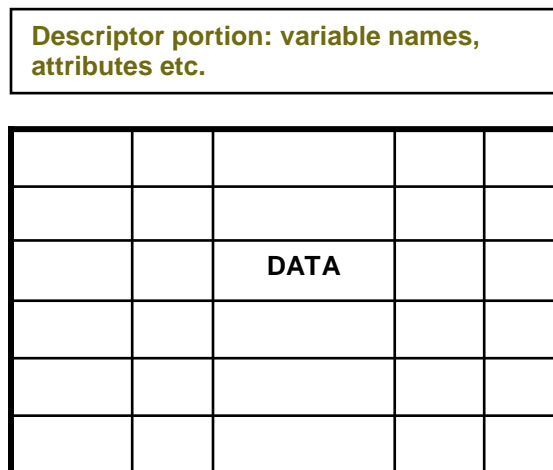 Descriptor portion: variable names,
attributes etc.
DATA